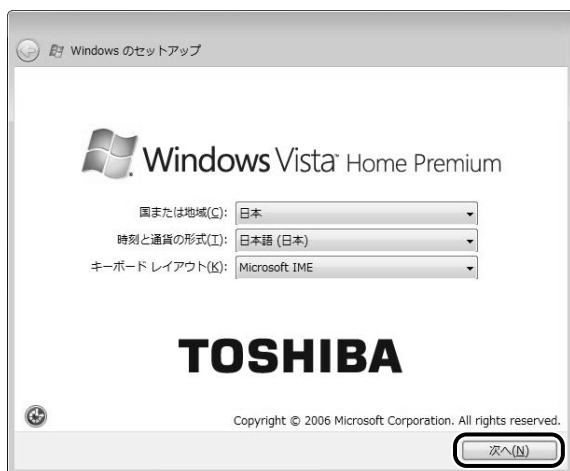 Windows のセットアップ
Windows Vista™ Home Premium
国または地域(C): 日本
時刻と通貨の形式(T): 日本語 (日本)
キーボード レイアウト(K): Microsoft IME
TOSHIBA
Copyright © 2006 Microsoft Corporation. All rights reserved.
次へ(N)